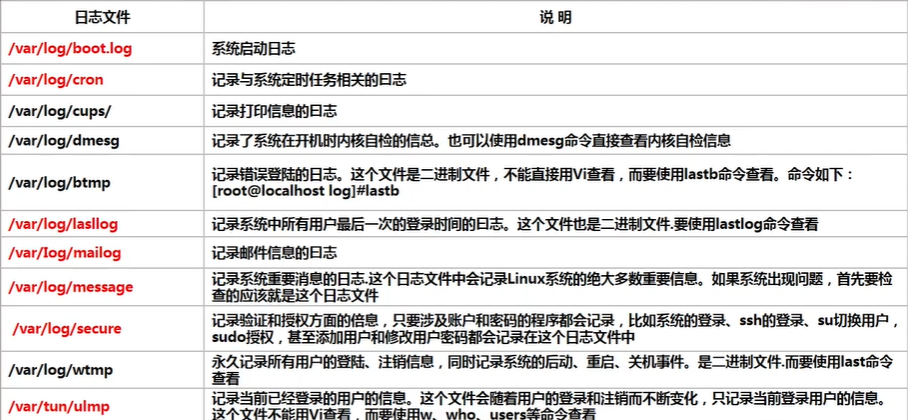 日志文件 说 明
/var/log/boot.log 系统启动日志
/var/log/cron 记录与系统定时任务相关的曰志
/var/log/cups/ 记录打印信息的曰志
/var/log/dmesg 记录了系统在开机时内核自检的信总。也可以使用dmesg命令直接查看内核自检信息
/var/log/btmp 记录错误登陆的日志。这个文件是二进制文件，不能直接用Vi查看，而要使用lastb命令查看。命令如下：
[root@localhost log]#lastb
/var/log/lasllog 记录系统中所有用户最后一次的登录时间的曰志。这个文件也是二进制文件.要使用lastlog命令查看
/var/Iog/mailog 记录邮件信息的曰志
/var/log/message 记录系统重要消息的曰志.这个日志文件中会记录Linux系统的绝大多数重要信息。如果系统出现问题，首先要检
查的应该就是这个日志文件
/var/log/secure 记录验证和授权方面的倍息，只要涉及账户和密码的程序都会记录，比如系统的登录、ssh的登录、su切换用户，
sudo授权，甚至添加用户和修改用户密码都会记录在这个日志文件中
/var/log/wtmp 永久记录所有用户的登陆、注销信息，同时记录系统的后动、重启、关机事件。是二进制文件.而要使用last命令
查看
/var/tun/ulmp 记录当前已经登录的用户的信息。这个文件会随着用户的登录和注销而不断变化，只记录当前登录用户的信息。
这个文件不能用Vi查看，而要使用w、who、users等命令查看